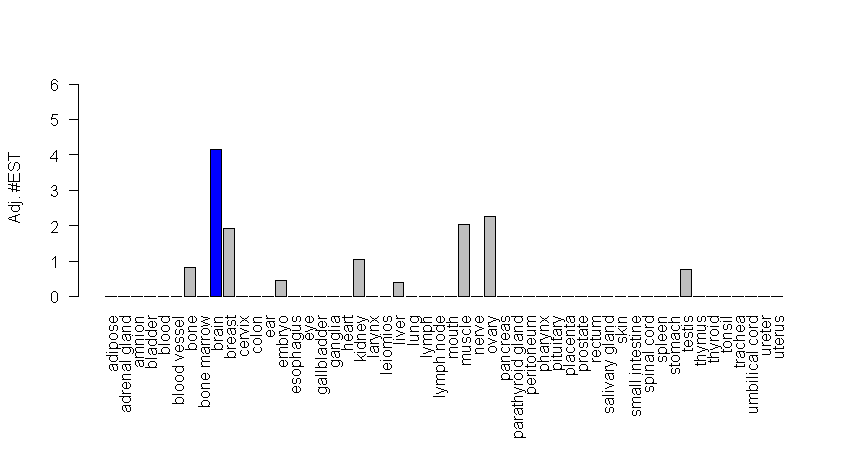 Adj. #EST
6
5
4
3
2
1
0
adipose
adrenal gland
amnion
bladder
blood
blood vessel
bone
bone marrow
brain
breast
cervix
colon
ear
embryo
esophagus
eye
gallbladder
ganglia
heart
kidney
larynx
leiomios
liver
lung
lymph
lymph node
mouth
muscle
nerve
ovary
pancreas
parathyroid gland
peritoneum
pharynx
pituitary
placenta
prostate
rectum
salivary gland
skin
small intestine
spinal cord
spleen
stomach
testis
thymus
thyroid
tonsil
trachea
umbilical cord
ureter
uterus